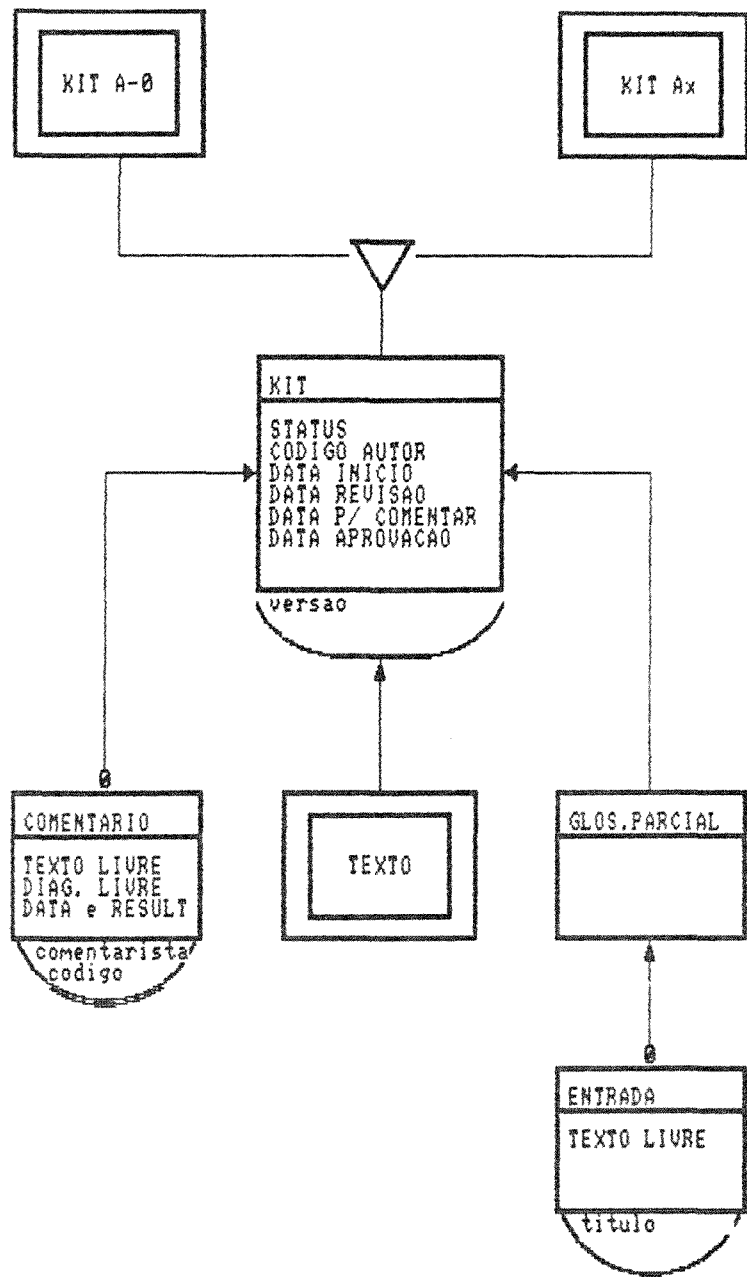 KIT A-0
KIT Ax
KIT
STATUS
CODIGO AUTOR
DATA INICIO
DATA REVISAO
DATA P/ COMENTAR
DATA APROVACAO
versao
0
COMENTARIO
TEXTO LIVRE
DIAG. LIVRE
DATA e RESULT
comentarista
codigo
TEXTO
GLOS.PARCIAL
0
ENTRADA
TEXTO LIVRE
titulo